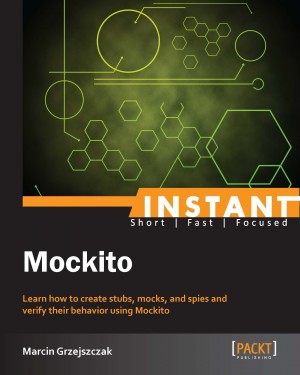 INSTANT
Short | Fast | Focused
Mockito
Learn how to create stubs, mocks, and spies and
verify their behavior using Mockito
Marcin Grzejszczak
[PACKT]
PUBLISHING